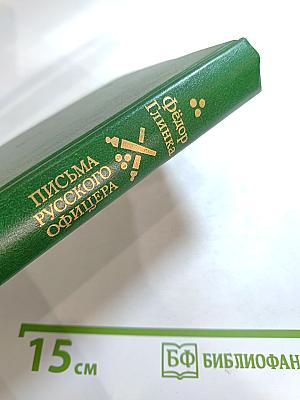 Фёдор
Глинка
ПИСЬМА
РУССКОГО
ОФИЦЕРА
15 см
БФ БИБЛИОФАН